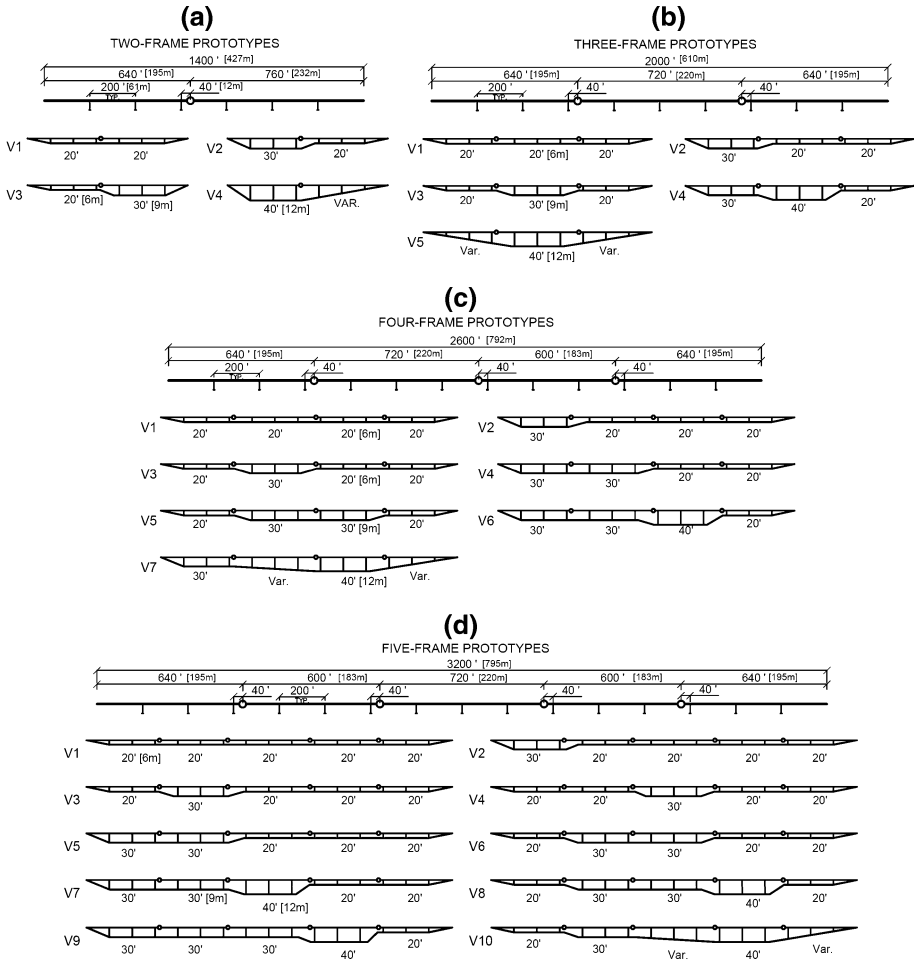 (a)
TWO-FRAME PROTOTYPES
1400 ' [427m]
640 ' [195m] 760 ' [232m]
200 ' [61m] 40 ' [12m]
TYP.
V1 20' 20'
V2 30' 20'
V3 20' [6m] 30' [9m]
V4 40' [12m] VAR.
(b)
THREE-FRAME PROTOTYPES
2000 ' [610m]
640 ' [195m] 720 ' [220m] 640 ' [195m]
200 ' 40 ' 40 '
TYP.
V1 20' 20' [6m] 20'
V2 30' 20' 20'
V3 20' 30' [9m] 20'
V4 30' 40' 20'
V5 Var. 40' [12m] Var.
(c)
FOUR-FRAME PROTOTYPES
2600 ' [792m]
640 ' [195m] 720 ' [220m] 600 ' [183m] 640 ' [195m]
200 ' 40 ' 40 ' 40 '
TYP.
V1 20' 20' 20' [6m] 20'
V2 30' 20' 20' 20'
V3 20' 30' 20' [6m] 20'
V4 30' 30' 20' 20'
V5 20' 30' 30' [9m] 20'
V6 30' 30' 40' 20'
V7 30' Var. 40' [12m] Var.
(d)
FIVE-FRAME PROTOTYPES
3200 ' [795m]
640 ' [195m] 600 ' [183m] 720 ' [220m] 600 ' [183m] 640 ' [195m]
40 ' 200 ' 40 ' 40 ' 40 '
TYP.
V1 20' [6m] 20' 20' 20' 20'
V2 30' 20' 20' 20' 20'
V3 20' 30' 20' 20' 20'
V4 20' 20' 30' 20' 20'
V5 30' 30' 20' 20' 20'
V6 20' 30' 30' 20' 20'
V7 30' 30' [9m] 40' [12m] 20' 20'
V8 20' 30' 30' 40' 20'
V9 30' 30' 30' 40' 20'
V10 20' 30' Var. 40' Var.